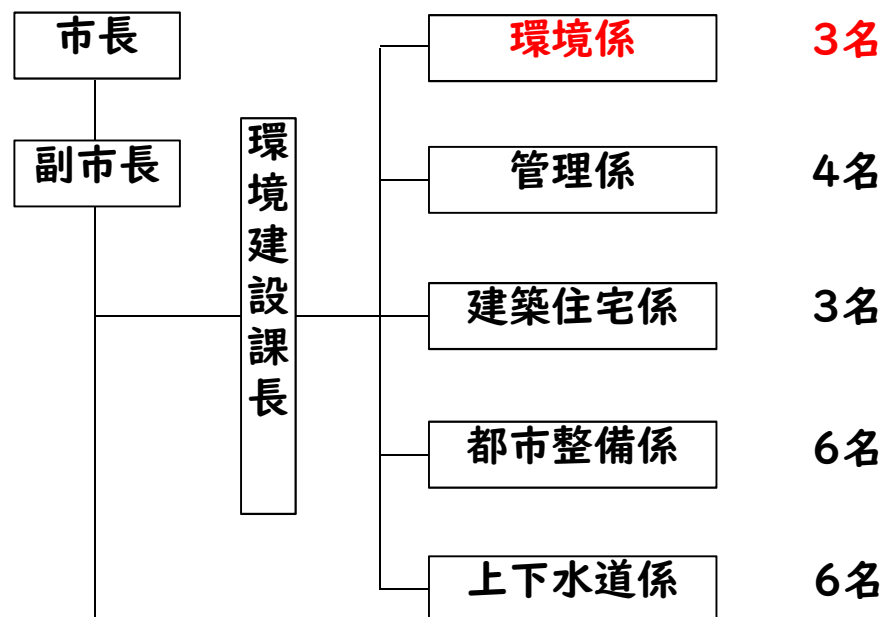 市長
副市長
環境建設課長
環境係 3名
管理係 4名
建築住宅係 3名
都市整備係 6名
上下水道係 6名